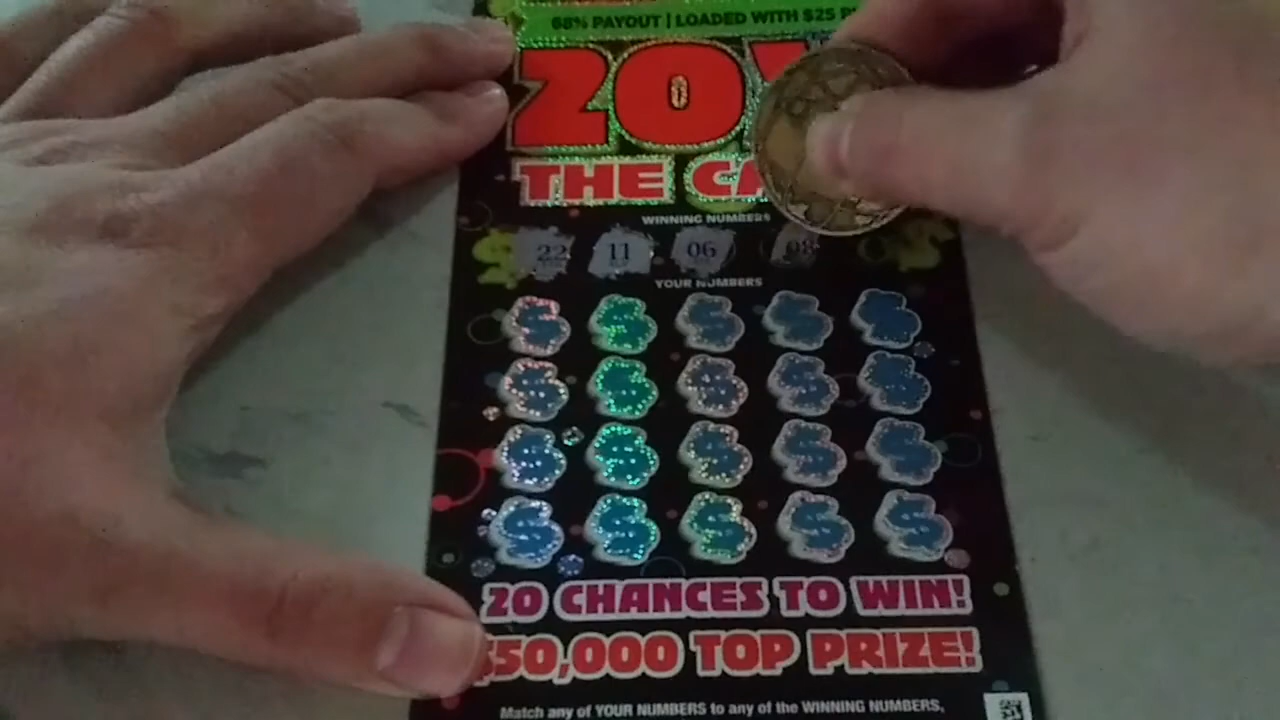 68% PAYOUT | LOADED WITH $25
20
THE CA
WINNING NUMBERS
22 11 06 08
YOUR NUMBERS
20 CHANCES TO WIN!
$50,000 TOP PRIZE!
Match any of YOUR NUMBERS to any of the WINNING NUMBERS,